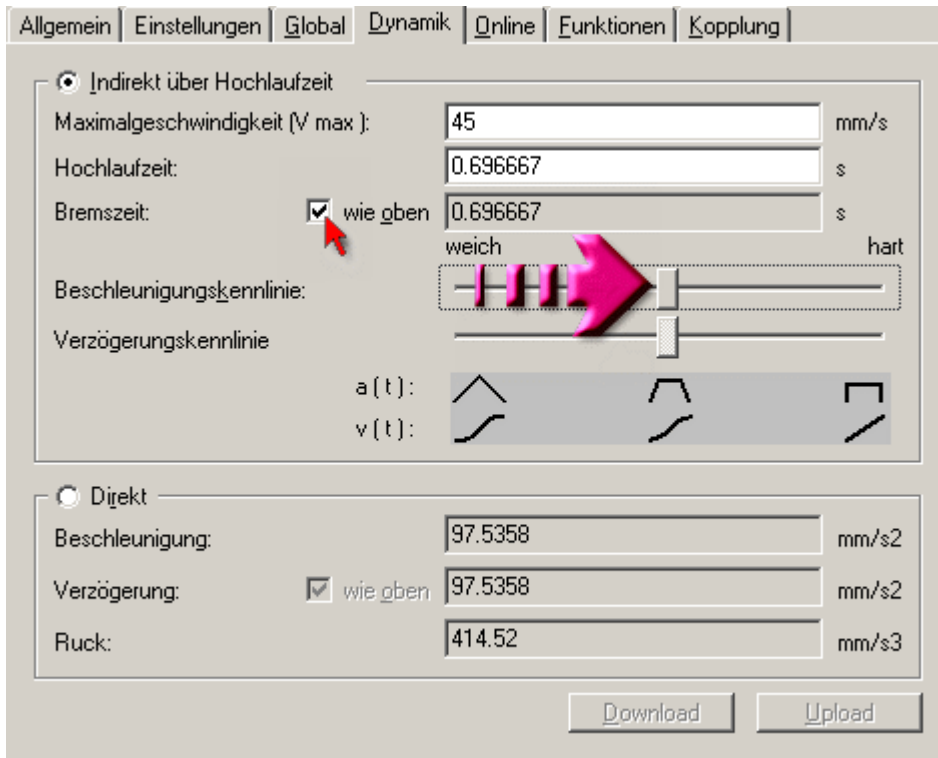 Allgemein Einstellungen Global Dynamik Online Funktionen Kopplung
Indirekt über Hochlaufzeit
Maximalgeschwindigkeit (V max ): 45 mm/s
Hochlaufzeit: 0.696667 s
Bremszeit: wie oben 0.696667 s
weich hart
Beschleunigungskennlinie:
Verzögerungskennlinie
a ( t ) :
v ( t ) :
Direkt
Beschleunigung: 97.5358 mm/s2
Verzögerung: wie oben 97.5358 mm/s2
Ruck: 414.52 mm/s3
Download Upload